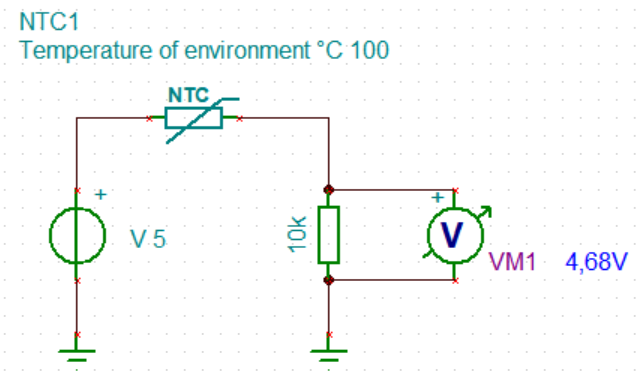 NTC1
Temperature of environment °C 100
NTC
+
V 5
10k
+
V
VM1 4,68V